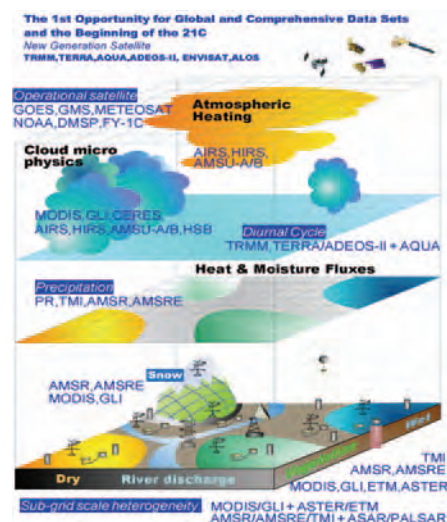 The 1st Opportunity for Global and Comprehensive Data Sets
and the Beginning of the 21C
New Generation Satellite
TRMM,TERRA,AQUA,ADEOS-II, ENVISAT,ALOS
Operational satellite
GOES,GMS,METEOSAT
NOAA,DMSP,FY-1C
Atmospheric
Heating
AIRS,HIRS,
AMSU-A/B
Cloud micro
physics
MODIS,GLI,CERES,
AIRS,HIRS,AMSU-A/B,HSB
Diurnal Cycle
TRMM,TERRA/ADEOS-II + AQUA
Heat & Moisture Fluxes
Precipitation
PR,TMI,AMSR,AMSRE
Snow
AMSR,AMSRE
MODIS,GLI
Dry
River discharge
Wet
TMI
AMSR,AMSRE
MODIS,GLI,ETM,ASTER
Sub-grid scale heterogeneity
MODIS/GLI + ASTER/ETM
AMSR/AMSRE/TMI + ASAR/PALSAR